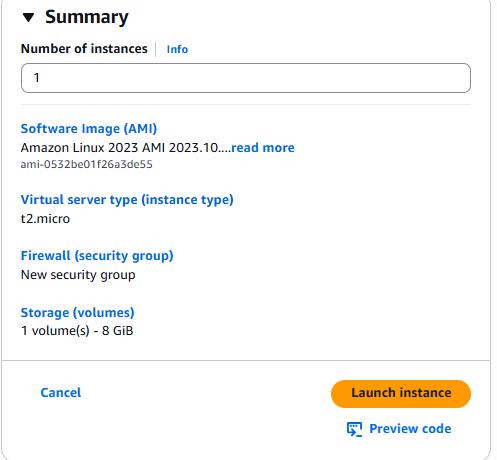 Summary
Number of instances Info
1
Software Image (AMI)
Amazon Linux 2023 AMI 2023.10....read more
ami-0532be01f26a3de55
Virtual server type (instance type)
t2.micro
Firewall (security group)
New security group
Storage (volumes)
1 volume(s) - 8 GiB
Cancel
Launch instance
Preview code